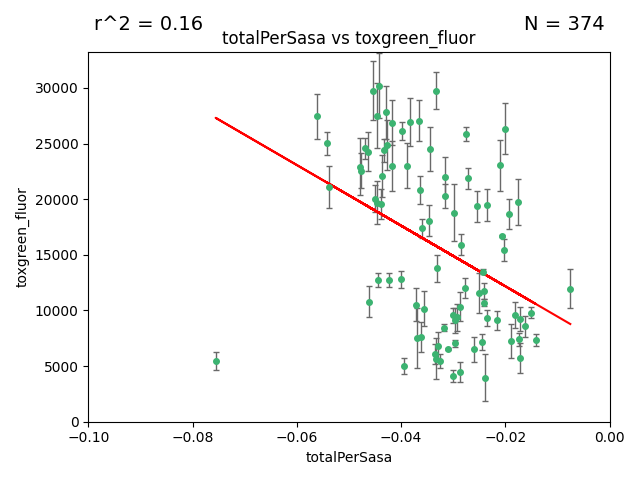 r^2 = 0.16
N = 374
totalPerSasa vs toxgreen_fluor
30000
25000
20000
15000
10000
5000
0
toxgreen_fluor
−0.10
−0.08
−0.06
−0.04
−0.02
0.00
totalPerSasa